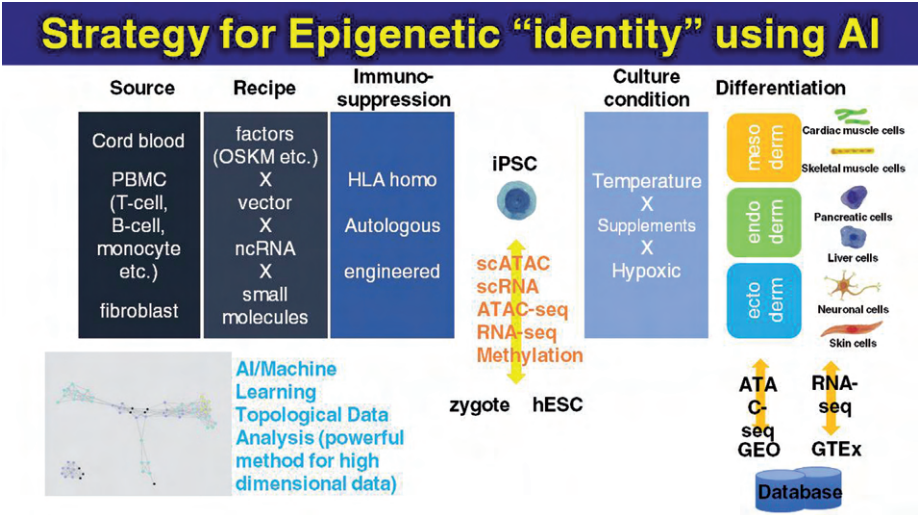 Strategy for Epigenetic “identity” using AI
Source
Recipe
Immuno-
suppression
Culture
condition
Differentiation
Cord blood
PBMC
(T-cell,
B-cell,
monocyte
etc.)
fibroblast
factors
(OSKM etc.)
X
vector
X
ncRNA
X
small
molecules
HLA homo
Autologous
engineered
iPSC
scATAC
scRNA
ATAC-seq
RNA-seq
Methylation
zygote hESC
Temperature
X
Supplements
X
Hypoxic
meso
derm
endo
derm
ecto
derm
Cardiac muscle cells
Skeletal muscle cells
Pancreatic cells
Liver cells
Neuronal cells
Skin cells
AI/Machine
Learning
Topological Data
Analysis (powerful
method for high
dimensional data)
ATA
C-
seq
GEO
RNA-
seq
GTEx
Database